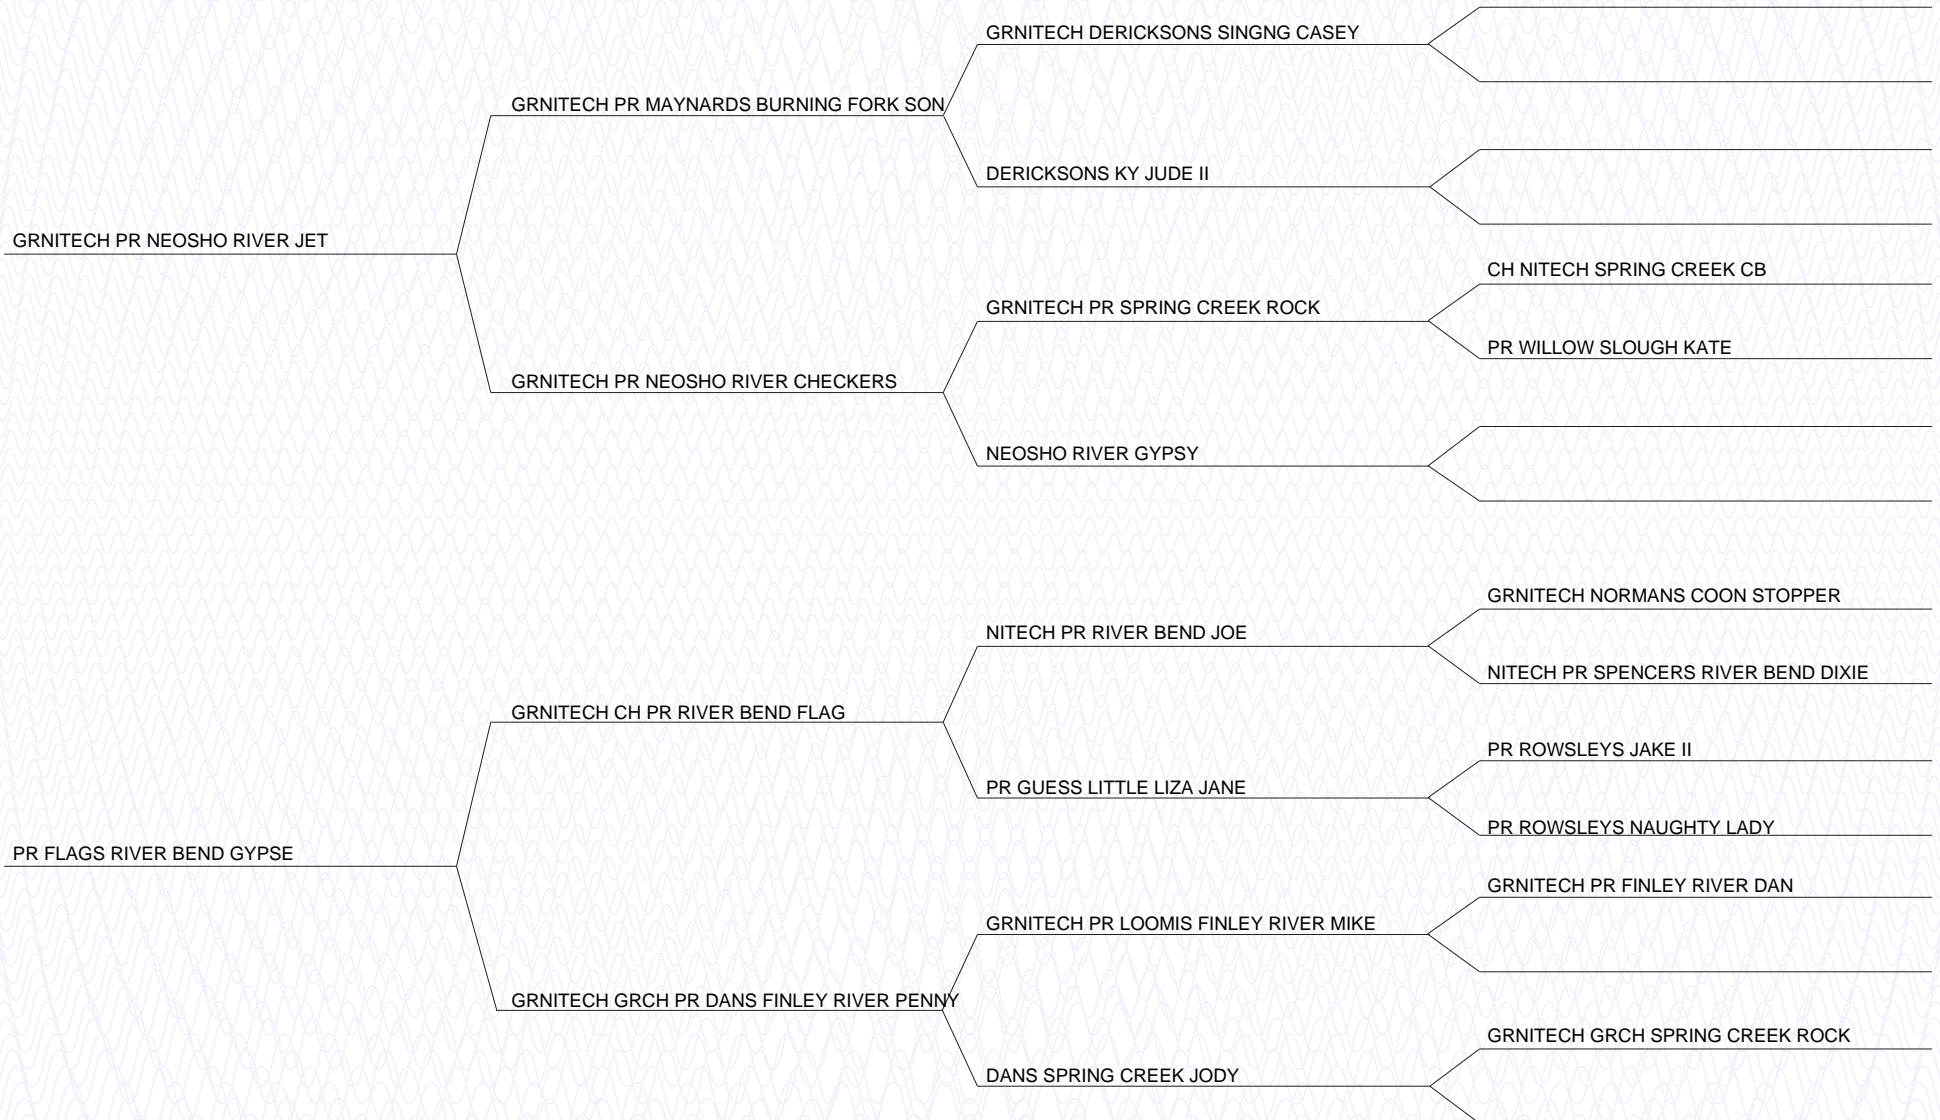 GRNITECH DERICKSONS SINGNG CASEY
GRNITECH PR MAYNARDS BURNING FORK SON
DERICKSONS KY JUDE II
GRNITECH PR NEOSHO RIVER JET
CH NITECH SPRING CREEK CB
GRNITECH PR SPRING CREEK ROCK
PR WILLOW SLOUGH KATE
GRNITECH PR NEOSHO RIVER CHECKERS
NEOSHO RIVER GYPSY
GRNITECH NORMANS COON STOPPER
NITECH PR RIVER BEND JOE
NITECH PR SPENCERS RIVER BEND DIXIE
GRNITECH CH PR RIVER BEND FLAG
PR ROWSLEYS JAKE II
PR GUESS LITTLE LIZA JANE
PR ROWSLEYS NAUGHTY LADY
PR FLAGS RIVER BEND GYPSE
GRNITECH PR FINLEY RIVER DAN
GRNITECH PR LOOMIS FINLEY RIVER MIKE
GRNITECH GRCH PR DANS FINLEY RIVER PENNY
GRNITECH GRCH SPRING CREEK ROCK
DANS SPRING CREEK JODY